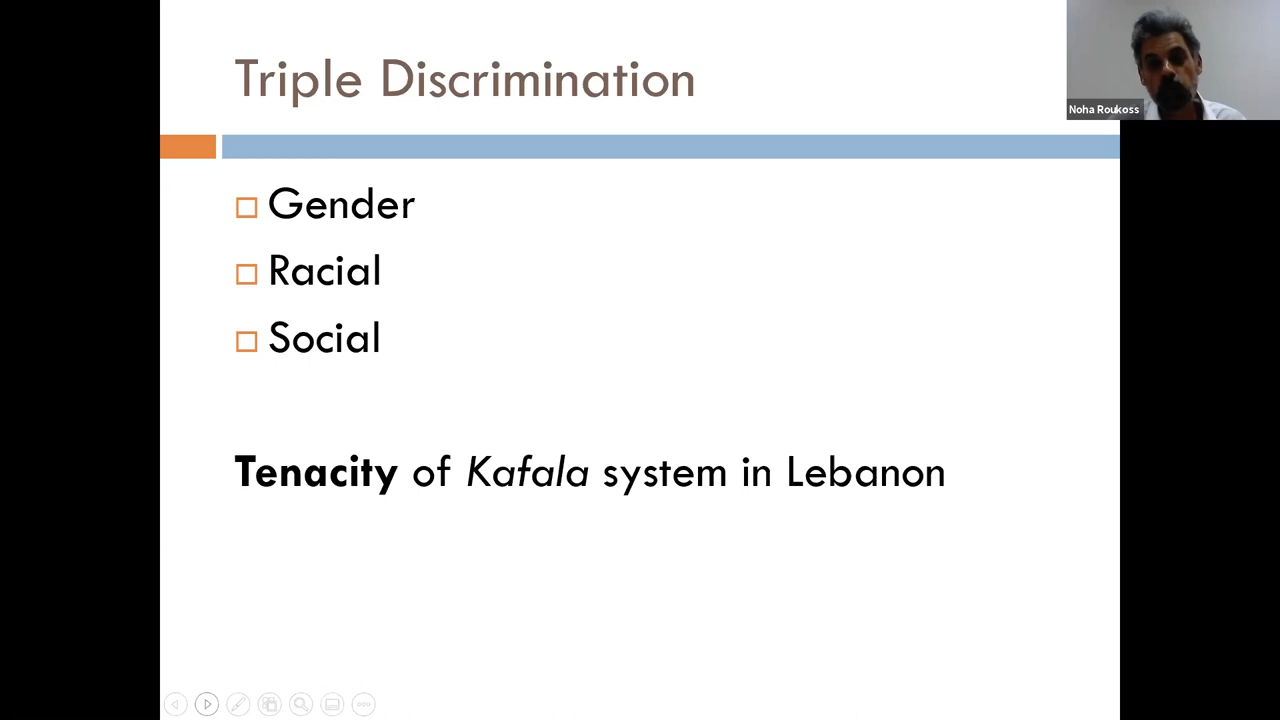 Triple Discrimination
Noha Roukoss
Gender
Racial
Social
Tenacity of Kafala system in Lebanon